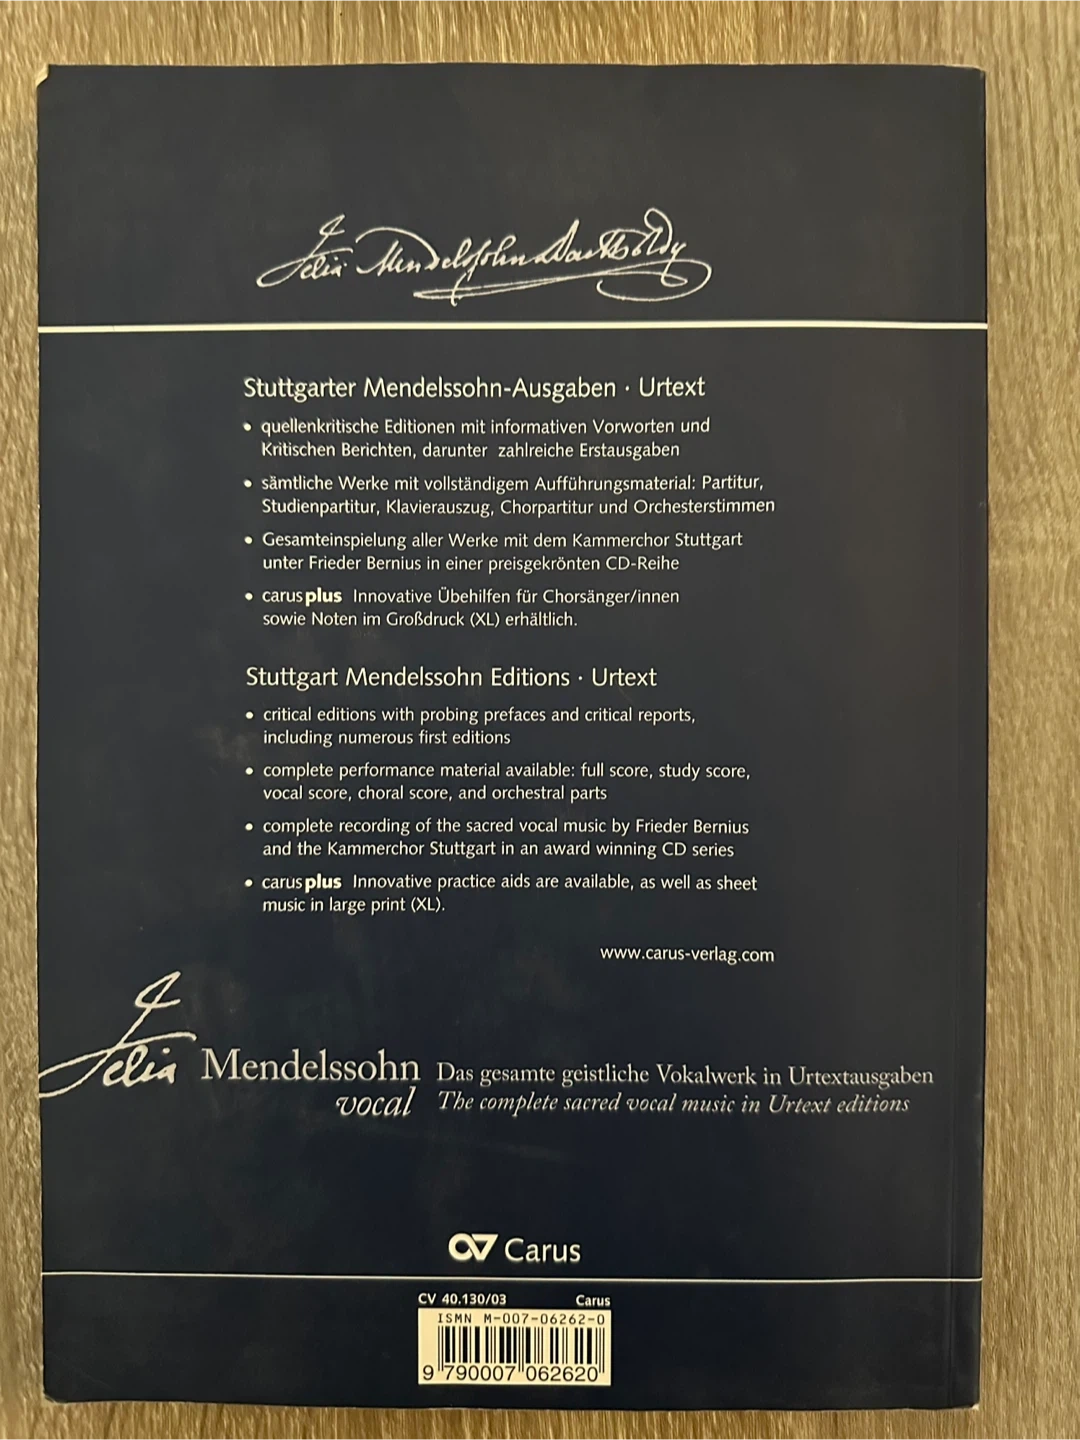 Felix Mendelssohn Bartholdy
Stuttgarter Mendelssohn-Ausgaben · Urtext
• quellenkritische Editionen mit informativen Vorworten und
Kritischen Berichten, darunter zahlreiche Erstausgaben
• sämtliche Werke mit vollständigem Aufführungsmaterial: Partitur,
Studienpartitur, Klavierauszug, Chorpartitur und Orchesterstimmen
• Gesamteinspielung aller Werke mit dem Kammerchor Stuttgart
unter Frieder Bernius in einer preisgekrönten CD-Reihe
• carusplus Innovative Übehilfen für Chorsänger/innen
sowie Noten im Großdruck (XL) erhältlich.
Stuttgart Mendelssohn Editions · Urtext
• critical editions with probing prefaces and critical reports,
including numerous first editions
• complete performance material available: full score, study score,
vocal score, choral score, and orchestral parts
• complete recording of the sacred vocal music by Frieder Bernius
and the Kammerchor Stuttgart in an award winning CD series
• carusplus Innovative practice aids are available, as well as sheet
music in large print (XL).
www.carus-verlag.com
Felix Mendelssohn Das gesamte geistliche Vokalwerk in Urtextausgaben
vocal The complete sacred vocal music in Urtext editions
Carus
CV 40.130/03 Carus
ISMN M-007-06262-0
9 790007 062620